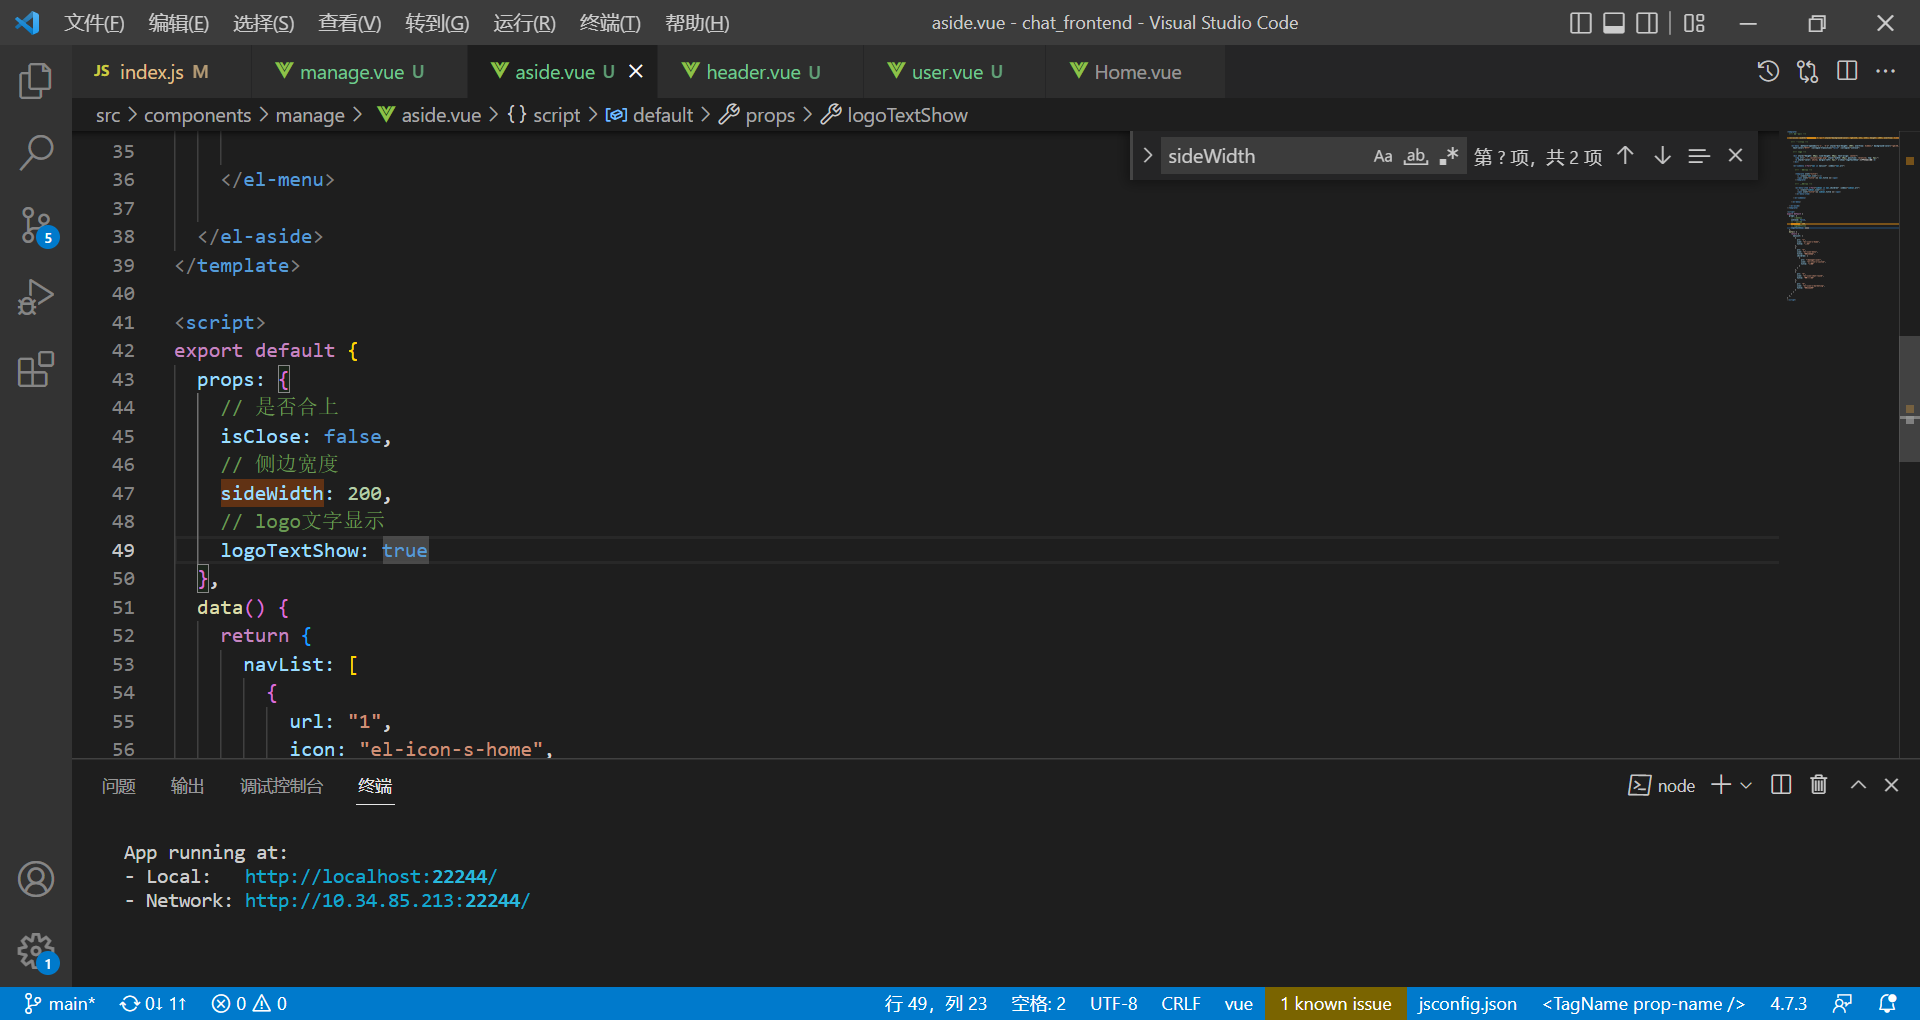 文件(F) 编辑(E) 选择(S) 查看(V) 转到(G) 运行(R) 终端(T) 帮助(H) aside.vue - chat_frontend - Visual Studio Code
JS index.js M manage.vue U aside.vue U header.vue U user.vue U Home.vue
src > components > manage > aside.vue > {} script > default > props > logoTextShow
sideWidth Aa ab .* 第 ? 项，共 2 项
35
36 </el-menu>
37
38 </el-aside>
39 </template>
40
41 <script>
42 export default {
43 props: {
44 // 是否合上
45 isClose: false,
46 // 侧边宽度
47 sideWidth: 200,
48 // logo文字显示
49 logoTextShow: true
50 },
51 data() {
52 return {
53 navList: [
54 {
55 url: "1",
56 icon: "el-icon-s-home",
5
问题 输出 调试控制台 终端 node
App running at:
- Local: http://localhost:22244/
- Network: http://10.34.85.213:22244/
1
main* 0↓ 1↑ 0 0 行 49，列 23 空格: 2 UTF-8 CRLF vue 1 known issue jsconfig.json <TagName prop-name /> 4.7.3